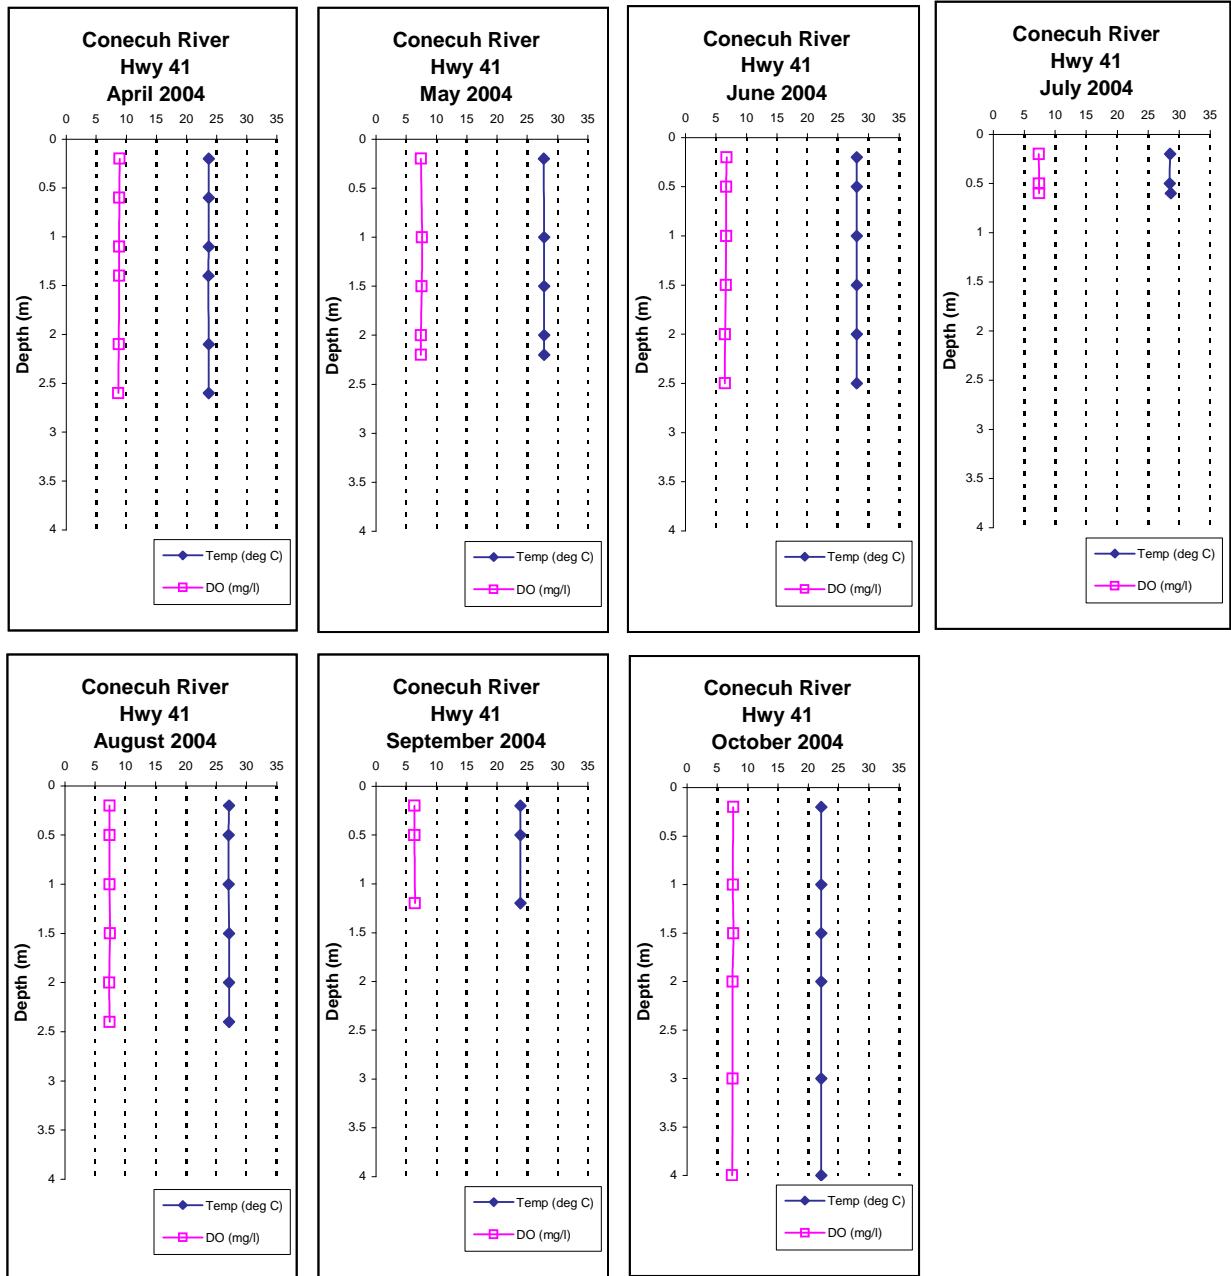 Conecuh River
Hwy 41
April 2004
0 5 10 15 20 25 30 35
0
0.5
1
1.5
2
2.5
3
3.5
4
Depth (m)
Temp (deg C)
DO (mg/l)
Conecuh River
Hwy 41
May 2004
0 5 10 15 20 25 30 35
0
0.5
1
1.5
2
2.5
3
3.5
4
Depth (m)
Temp (deg C)
DO (mg/l)
Conecuh River
Hwy 41
June 2004
0 5 10 15 20 25 30 35
0
0.5
1
1.5
2
2.5
3
3.5
4
Depth (m)
Temp (deg C)
DO (mg/l)
Conecuh River
Hwy 41
July 2004
0 5 10 15 20 25 30 35
0
0.5
1
1.5
2
2.5
3
3.5
4
Depth (m)
Temp (deg C)
DO (mg/l)
Conecuh River
Hwy 41
August 2004
0 5 10 15 20 25 30 35
0
0.5
1
1.5
2
2.5
3
3.5
4
Depth (m)
Temp (deg C)
DO (mg/l)
Conecuh River
Hwy 41
September 2004
0 5 10 15 20 25 30 35
0
0.5
1
1.5
2
2.5
3
3.5
4
Depth (m)
Temp (deg C)
DO (mg/l)
Conecuh River
Hwy 41
October 2004
0 5 10 15 20 25 30 35
0
0.5
1
1.5
2
2.5
3
3.5
4
Depth (m)
Temp (deg C)
DO (mg/l)